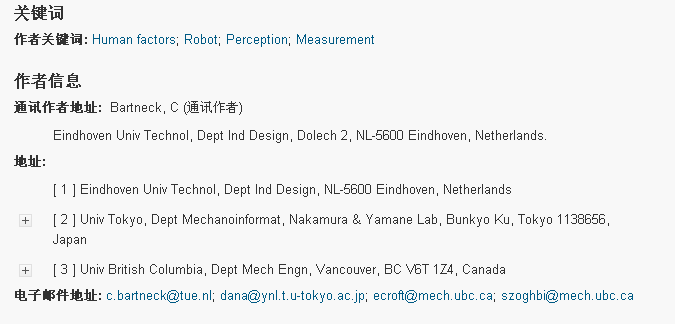 关键词
作者关键词: Human factors; Robot; Perception; Measurement
作者信息
通讯作者地址: Bartneck, C (通讯作者)
Eindhoven Univ Technol, Dept Ind Design, Dolech 2, NL-5600 Eindhoven, Netherlands.
地址:
[ 1 ] Eindhoven Univ Technol, Dept Ind Design, NL-5600 Eindhoven, Netherlands
[ 2 ] Univ Tokyo, Dept Mechanoinformat, Nakamura & Yamane Lab, Bunkyo Ku, Tokyo 1138656,
Japan
[ 3 ] Univ British Columbia, Dept Mech Engn, Vancouver, BC V6T 1Z4, Canada
电子邮件地址: c.bartneck@tue.nl; dana@ynl.t.u-tokyo.ac.jp; ecroft@mech.ubc.ca; szoghbi@mech.ubc.ca